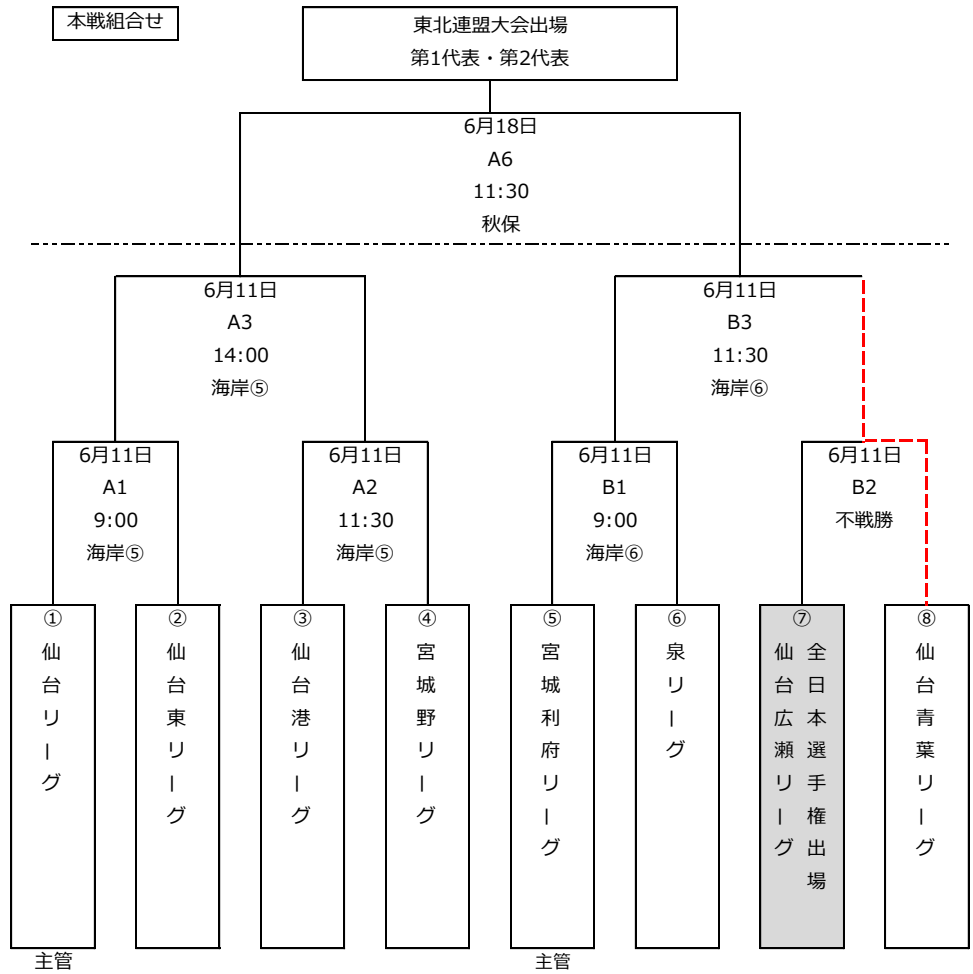 本戦組合せ
東北連盟大会出場
第1代表・第2代表
6月18日
A6
11:30
秋保
6月11日
A3
14:00
海岸⑤
6月11日
B3
11:30
海岸⑥
6月11日
A1
9:00
海岸⑤
6月11日
A2
11:30
海岸⑤
6月11日
B1
9:00
海岸⑥
6月11日
B2
不戦勝
①
仙台リーグ
②
仙台東リーグ
③
仙台港リーグ
④
宮城野リーグ
⑤
宮城利府リーグ
⑥
泉リーグ
⑦
全日本選手権出場
仙台広瀬リーグ
⑧
仙台青葉リーグ
主管
主管